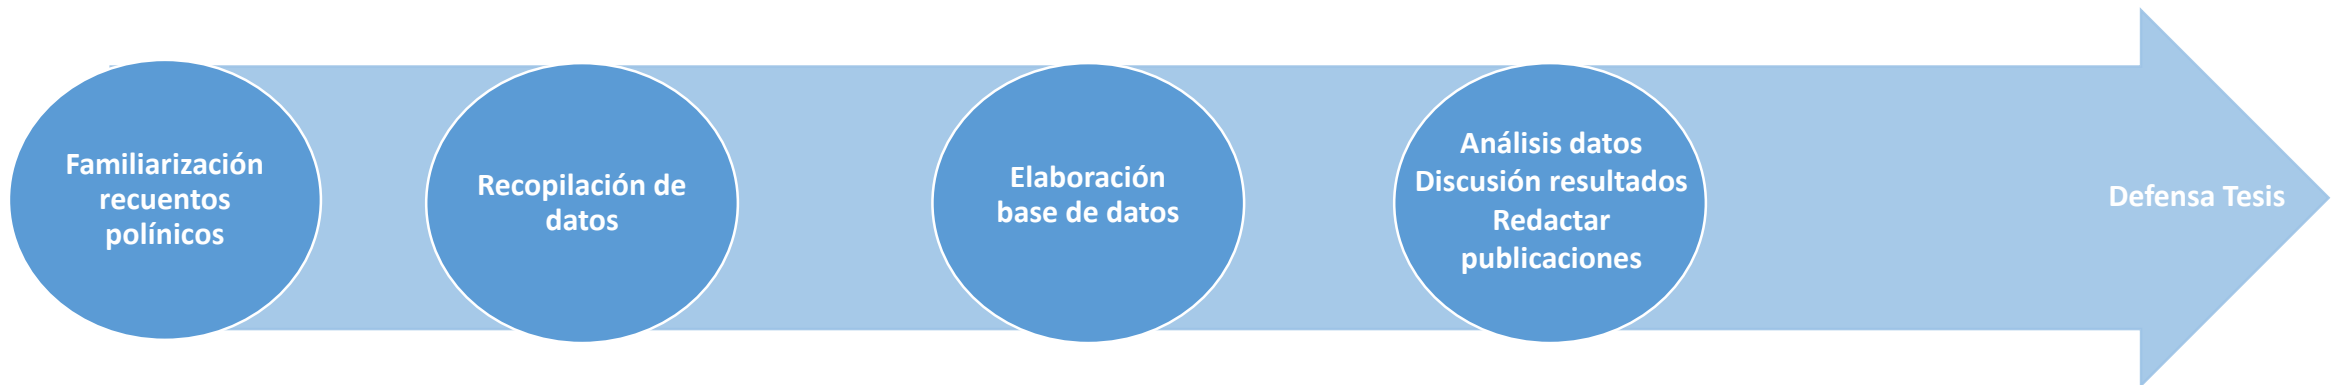 Familiarización
recuentos
polínicos
Recopilación de
datos
Elaboración
base de datos
Análisis datos
Discusión resultados
Redactar
publicaciones
Defensa Tesis